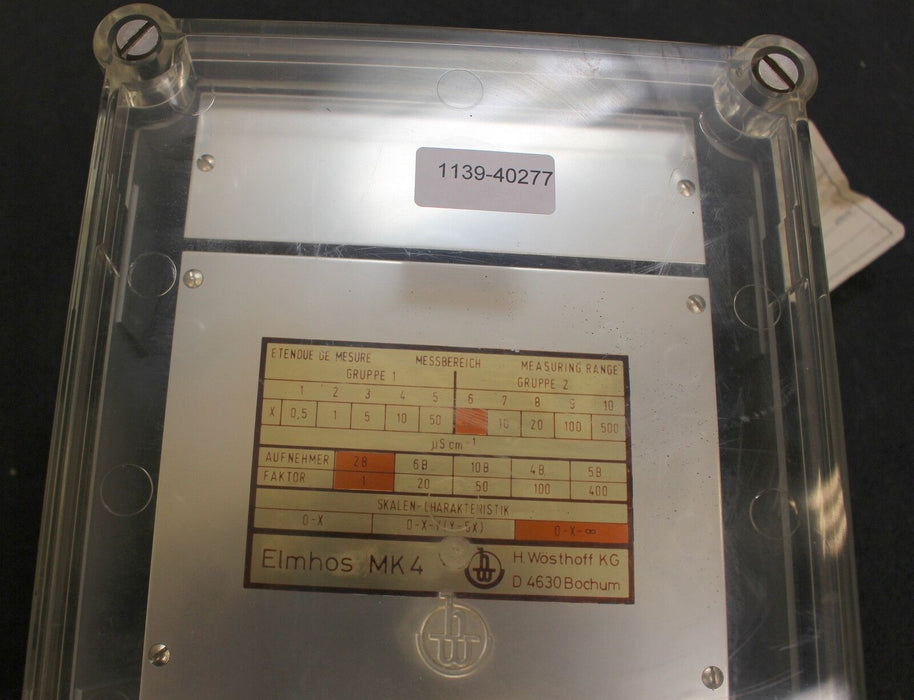 1139-40277
ETENDUE GE MESURE MESSBEREICH MEASURING RANGE
GRUPPE 1 GRUPPE 2
1 2 3 4 5 6 7 8 9 10
X 0,5 1 5 10 50 10 20 100 500
µS cm⁻¹
AUFNEHMER 2B 6B 10B 4B 5B
FAKTOR 1 20 50 100 400
SKALEN-CHARAKTERISTIK
0-X 0-X-Y(Y=5X) 0-X-∞
Elmhos MK4 hw H. Wösthoff KG
D 4630 Bochum
hw